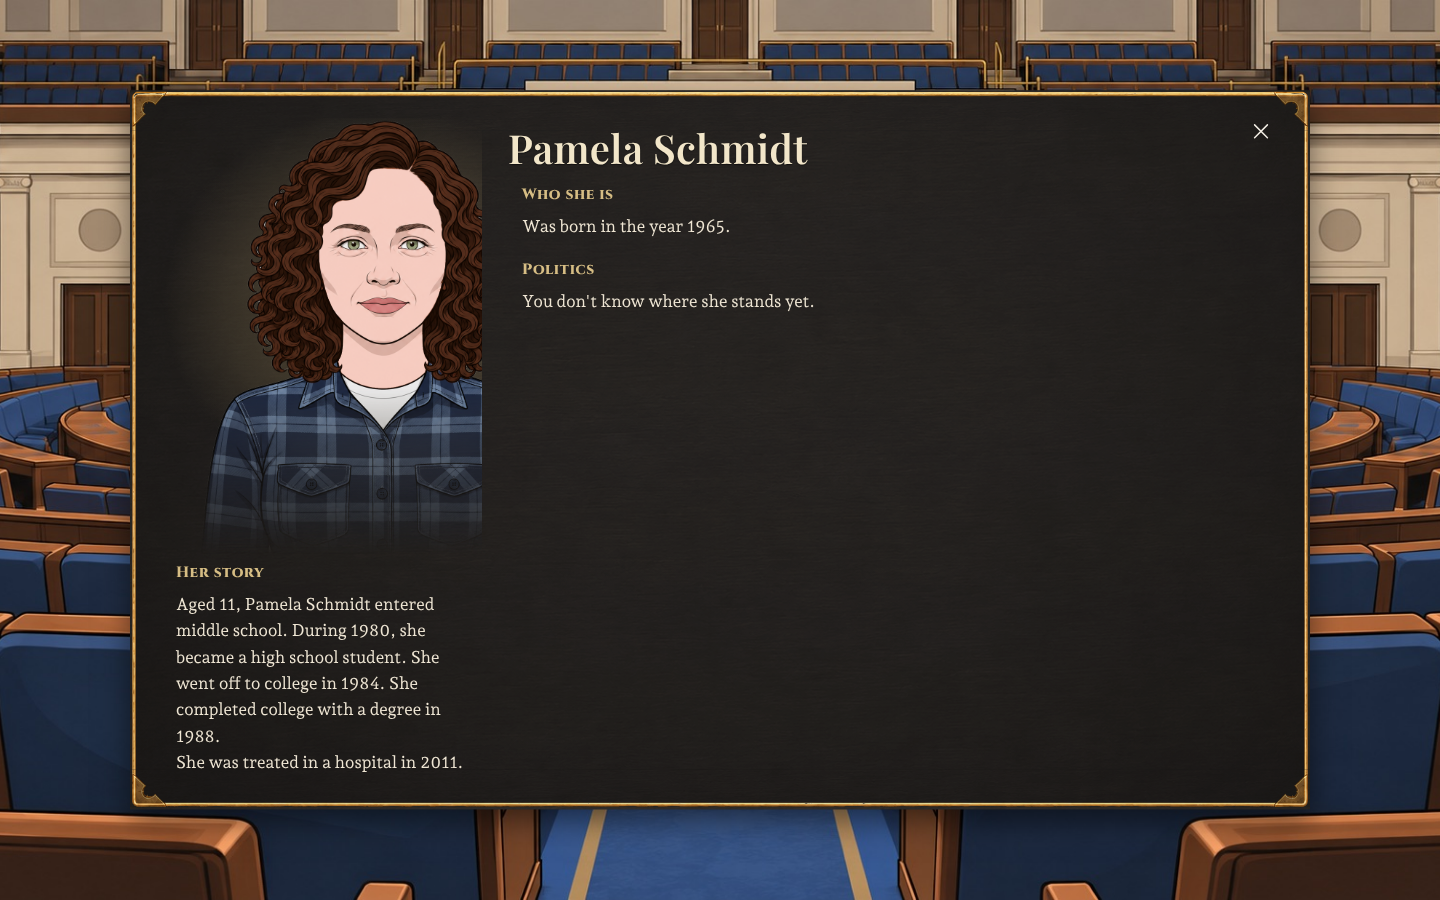 Pamela Schmidt
Who she is
Was born in the year 1965.
Politics
You don't know where she stands yet.
Her story
Aged 11, Pamela Schmidt entered
middle school. During 1980, she
became a high school student. She
went off to college in 1984. She
completed college with a degree in
1988.
She was treated in a hospital in 2011.